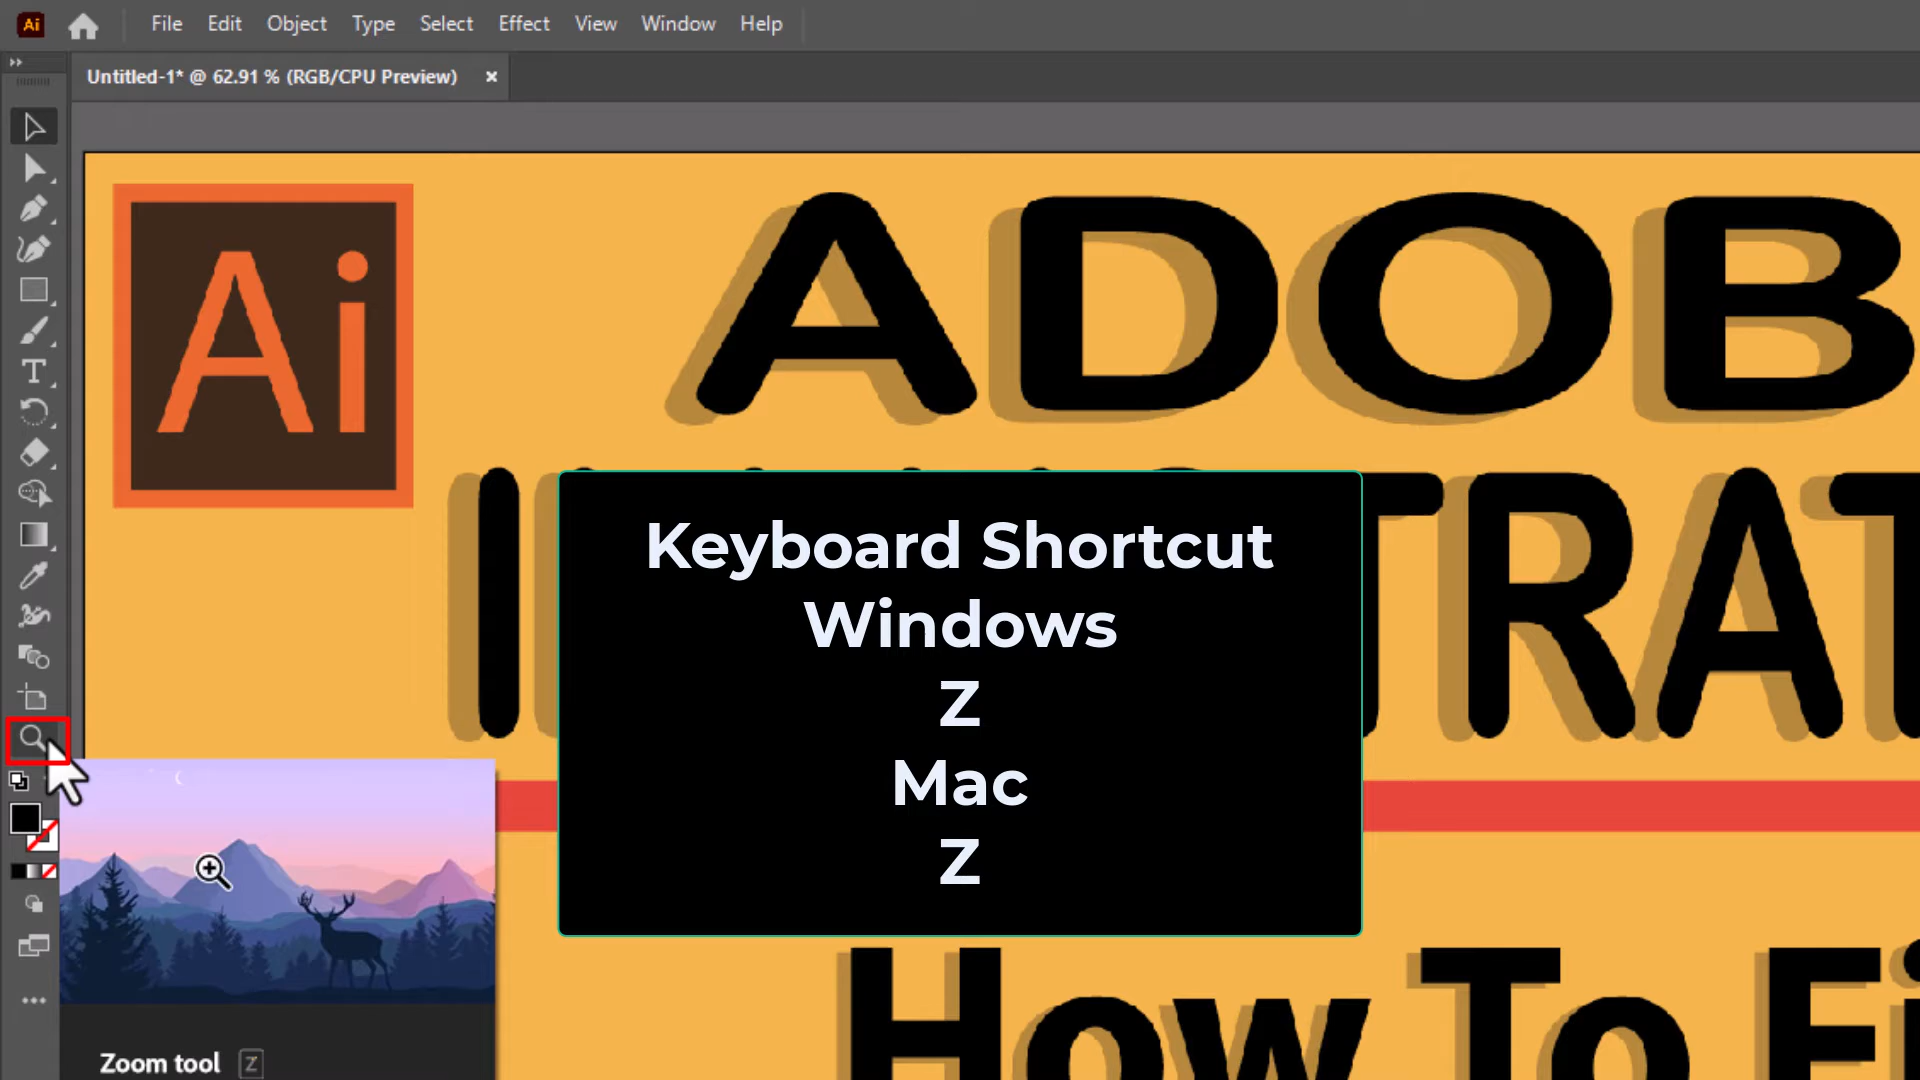 Ai
File Edit Object Type Select Effect View Window Help
Untitled-1* @ 62.91 % (RGB/CPU Preview) ×
Ai
ADOB
Keyboard Shortcut
Windows
Z
Mac
Z
How To Fi
Zoom tool Z